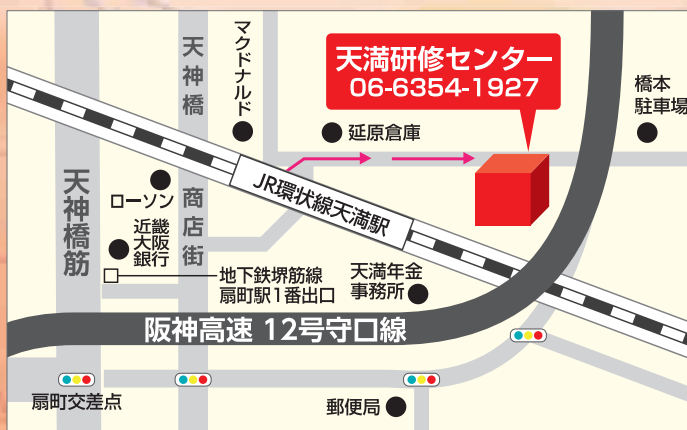 天満研修センター
06-6354-1927
マクドナルド
天神橋
商店街
橋本
駐車場
延原倉庫
JR環状線天満駅
ローソン
天神橋筋
近畿
大阪
銀行
地下鉄堺筋線
扇町駅1番出口
天満年金
事務所
阪神高速 12号守口線
扇町交差点
郵便局